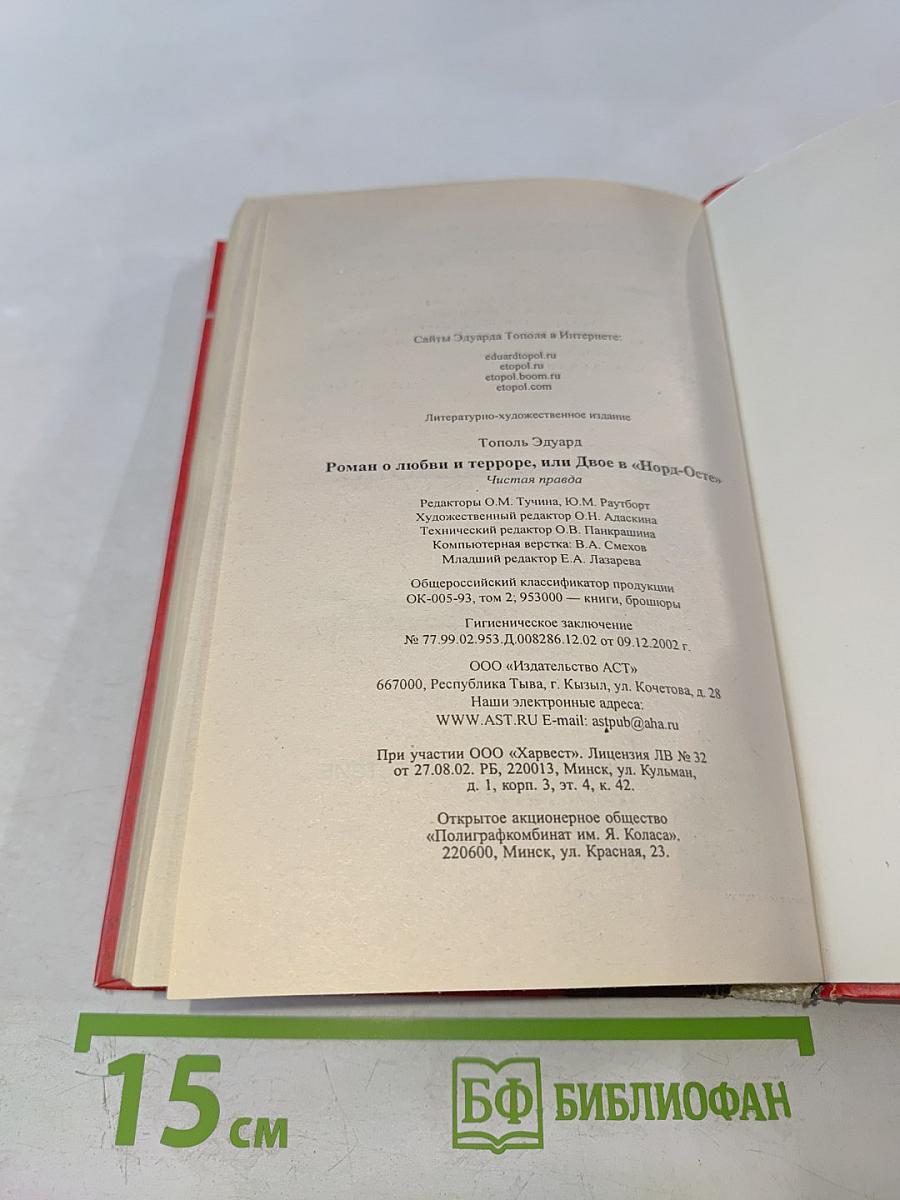 Сайты Эдуарда Тополя в Интернете:
eduardtopol.ru
etopol.ru
etopol.boom.ru
etopol.com
Литературно-художественное издание
Тополь Эдуард
Роман о любви и терроре, или Двое в «Норд-Осте»
Чистая правда
Редакторы О.М. Тучина, Ю.М. Раутборт
Художественный редактор О.Н. Адаскина
Технический редактор О.В. Панкрашина
Компьютерная верстка: В.А. Смехов
Младший редактор Е.А. Лазарева
Общероссийский классификатор продукции
ОК-005-93, том 2; 953000 — книги, брошюры
Гигиеническое заключение
№ 77.99.02.953.Д.008286.12.02 от 09.12.2002 г.
ООО «Издательство АСТ»
667000, Республика Тыва, г. Кызыл, ул. Кочетова, д. 28
Наши электронные адреса:
WWW.AST.RU E-mail: astpub@aha.ru
При участии ООО «Харвест». Лицензия ЛВ № 32
от 27.08.02. РБ, 220013, Минск, ул. Кульман,
д. 1, корп. 3, эт. 4, к. 42.
Открытое акционерное общество
«Полиграфкомбинат им. Я. Коласа».
220600, Минск, ул. Красная, 23.
15 см
БФ БИБЛИОФАН